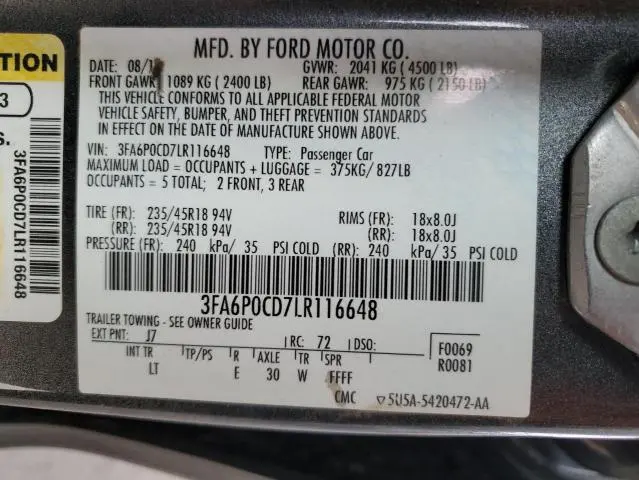 TION
3
s.
3FA6P0CD7LR116648
MFD. BY FORD MOTOR CO.
DATE: 08/1 GVWR: 2041 KG ( 4500 LB)
FRONT GAWR: 1089 KG ( 2400 LB) REAR GAWR: 975 KG ( 2150 LB)
THIS VEHICLE CONFORMS TO ALL APPLICABLE FEDERAL MOTOR
VEHICLE SAFETY, BUMPER, AND THEFT PREVENTION STANDARDS
IN EFFECT ON THE DATE OF MANUFACTURE SHOWN ABOVE.
VIN: 3FA6P0CD7LR116648 TYPE: Passenger Car
MAXIMUM LOAD = OCCUPANTS + LUGGAGE = 375KG/ 827LB
OCCUPANTS = 5 TOTAL; 2 FRONT, 3 REAR
TIRE (FR): 235/45R18 94V RIMS (FR): 18x8.0J
(RR): 235/45R18 94V (RR): 18x8.0J
PRESSURE (FR): 240 kPa/ 35 PSI COLD (RR): 240 kPa/ 35 PSI COLD
3FA6P0CD7LR116648
TRAILER TOWING - SEE OWNER GUIDE
EXT PNT: J7 RC: 72 DSO: F0069
INT TR TP/PS R AXLE TR SPR R0081
LT E 30 W FFFF
CMC ▽5U5A-5420472-AA